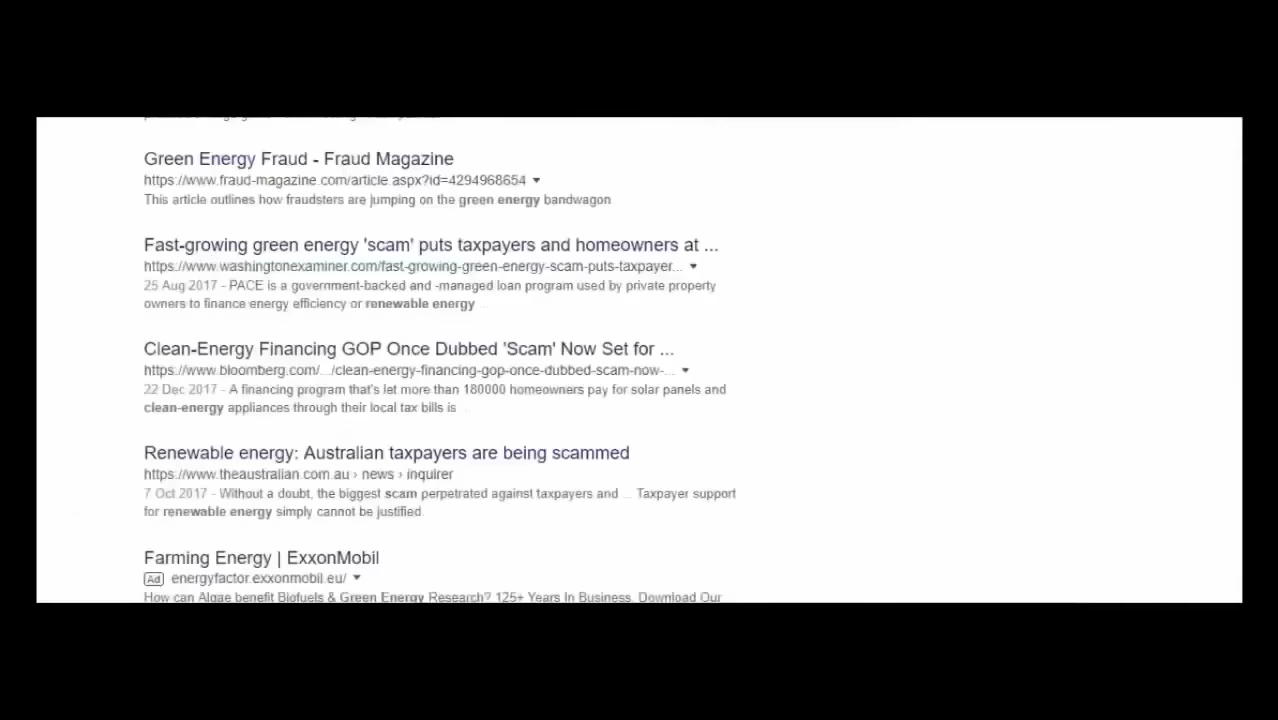 Green Energy Fraud - Fraud Magazine
https://www.fraud-magazine.com/article.aspx?id=4294968654
This article outlines how fraudsters are jumping on the green energy bandwagon
Fast-growing green energy 'scam' puts taxpayers and homeowners at ...
https://www.washingtonexaminer.com/fast-growing-green-energy-scam-puts-taxpayer...
25 Aug 2017 - PACE is a government-backed and -managed loan program used by private property
owners to finance energy efficiency or renewable energy
Clean-Energy Financing GOP Once Dubbed 'Scam' Now Set for ...
https://www.bloomberg.com/.../clean-energy-financing-gop-once-dubbed-scam-now-...
22 Dec 2017 - A financing program that's let more than 180000 homeowners pay for solar panels and
clean-energy appliances through their local tax bills is
Renewable energy: Australian taxpayers are being scammed
https://www.theaustralian.com.au › news › inquirer
7 Oct 2017 - Without a doubt, the biggest scam perpetrated against taxpayers and ... Taxpayer support
for renewable energy simply cannot be justified.
Farming Energy | ExxonMobil
Ad energyfactor.exxonmobil.eu/
How can Algae benefit Biofuels & Green Energy Research? 125+ Years In Business. Download Our